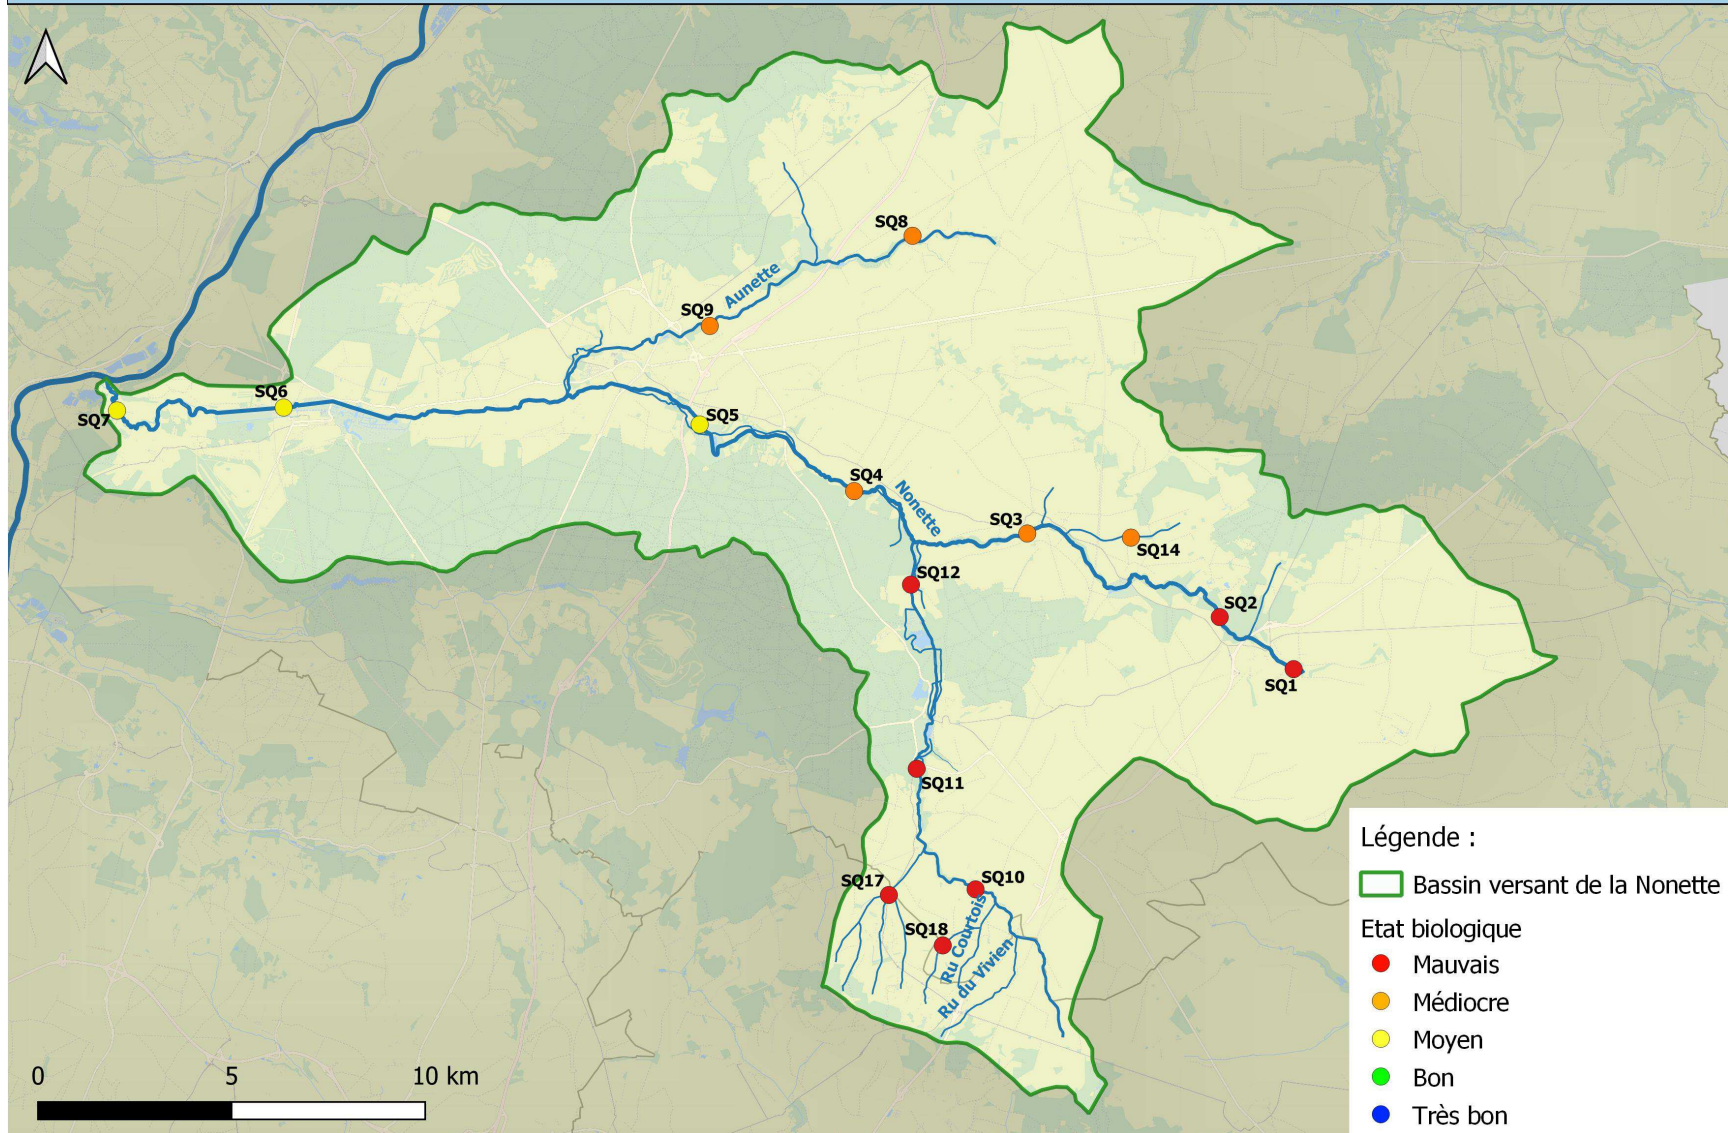 SQ8
Aunette
SQ9
SQ6
SQ7
SQ5
SQ4
Nonette
SQ3
SQ14
SQ12
SQ2
SQ1
SQ11
SQ17
SQ10
SQ18
Ru Courtois
Ru du Vivien
0 5 10 km
Légende :
Bassin versant de la Nonette
Etat biologique
Mauvais
Médiocre
Moyen
Bon
Très bon